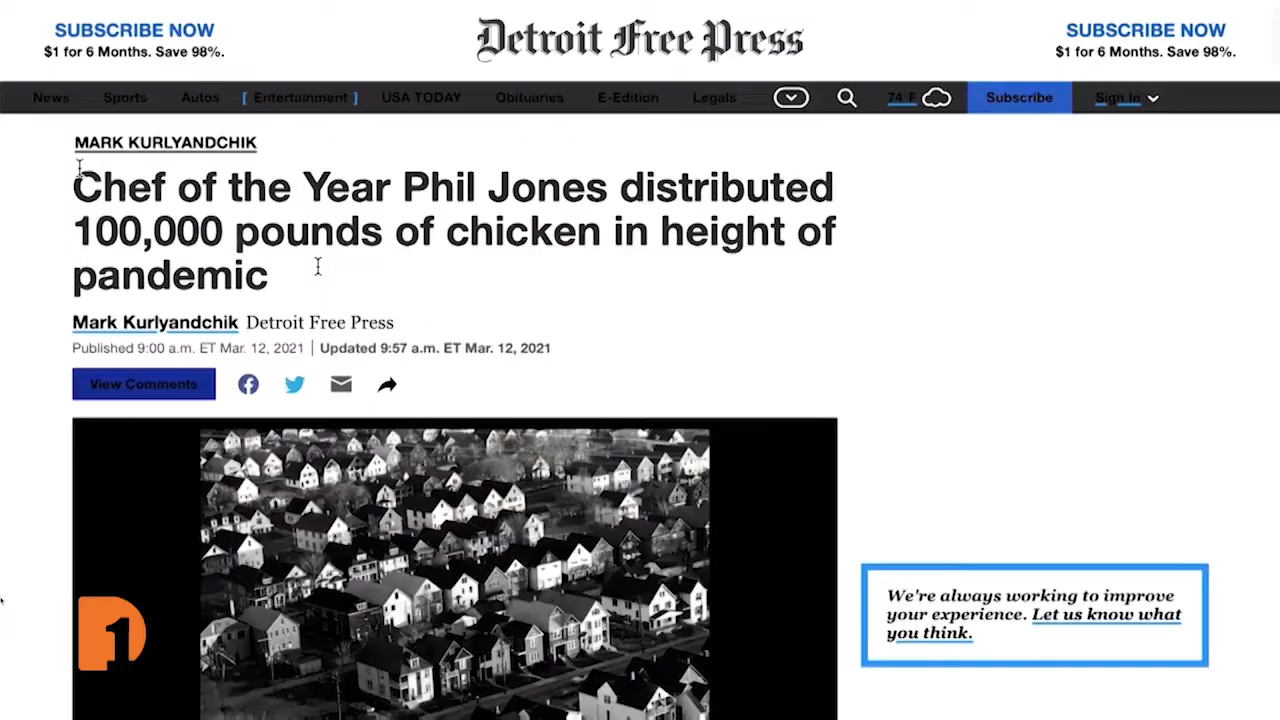 SUBSCRIBE NOW
$1 for 6 Months. Save 98%.
Detroit Free Press
SUBSCRIBE NOW
$1 for 6 Months. Save 98%.
News Sports Autos [ Entertainment ] USA TODAY Obituaries E-Edition Legals 74°F Subscribe Sign In
MARK KURLYANDCHIK
Chef of the Year Phil Jones distributed
100,000 pounds of chicken in height of
pandemic
Mark Kurlyandchik Detroit Free Press
Published 9:00 a.m. ET Mar. 12, 2021 | Updated 9:57 a.m. ET Mar. 12, 2021
View Comments
We're always working to improve
your experience. Let us know what
you think.
1D